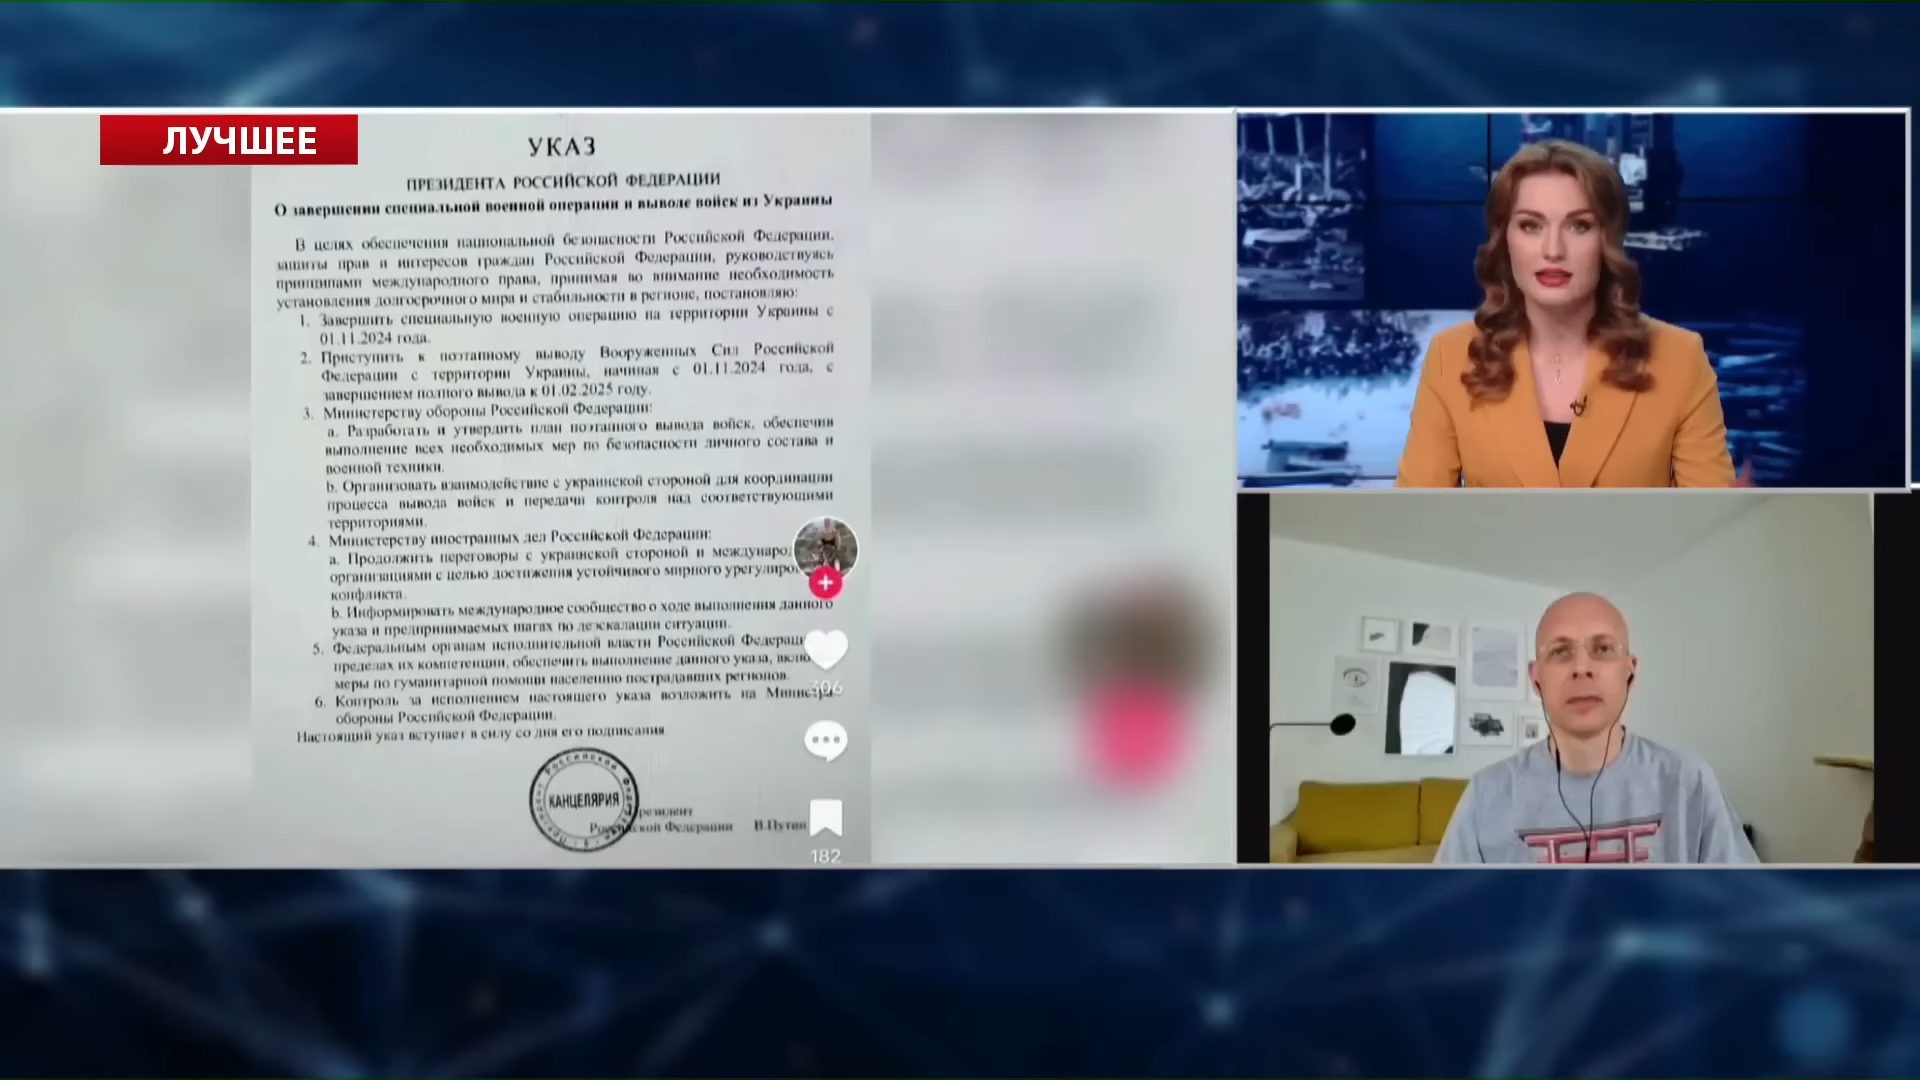 ЛУЧШЕЕ
УКАЗ
ПРЕЗИДЕНТА РОССИЙСКОЙ ФЕДЕРАЦИИ
О завершении специальной военной операции и выводе войск из Украины
В целях обеспечения национальной безопасности Российской Федерации,
защиты прав и интересов граждан Российской Федерации, руководствуясь
принципами международного права, принимая во внимание необходимость
установления долгосрочного мира и стабильности в регионе, постановляю:
1. Завершить специальную военную операцию на территории Украины с
01.11.2024 года.
2. Приступить к поэтапному выводу Вооруженных Сил Российской
Федерации с территории Украины, начиная с 01.11.2024 года, с
завершением полного вывода к 01.02.2025 году.
3. Министерству обороны Российской Федерации:
a. Разработать и утвердить план поэтапного вывода войск, обеспечив
выполнение всех необходимых мер по безопасности личного состава и
военной техники.
b. Организовать взаимодействие с украинской стороной для координации
процесса вывода войск и передачи контроля над соответствующими
территориями.
4. Министерству иностранных дел Российской Федерации:
a. Продолжить переговоры с украинской стороной и междунаро
организациями с целью достижения устойчивого мирного урегулиро
конфликта.
b. Информировать международное сообщество о ходе выполнения данного
указа и предпринимаемых шагах по деэскалации ситуации.
5. Федеральным органам исполнительной власти Российской Федерац
пределах их компетенции, обеспечить выполнение данного указа, вклю
меры по гуманитарной помощи населению пострадавших регионов.
6. Контроль за исполнением настоящего указа возложить на Министра
обороны Российской Федерации.
Настоящий указ вступает в силу со дня его подписания.
КАНЦЕЛЯРИЯ
резидент
Российской Федерации В.Путин
306
182